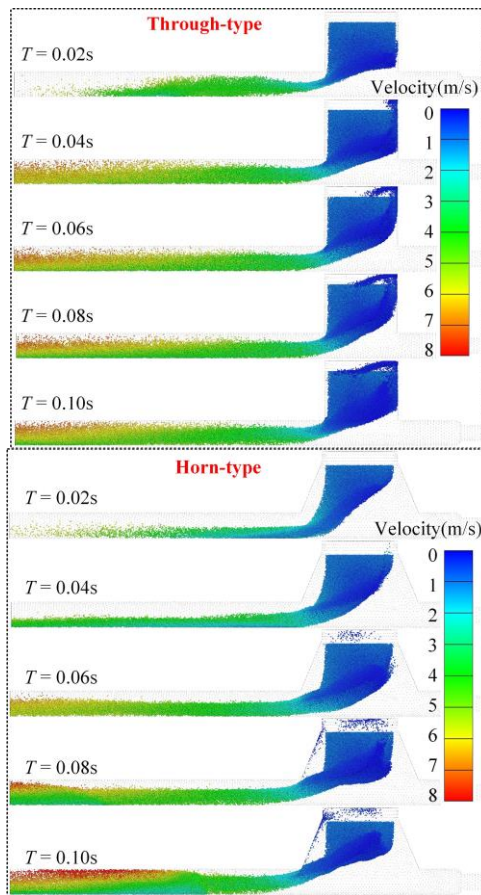 Through-type
T = 0.02s
Velocity(m/s)
0
T = 0.04s
1
2
3
T = 0.06s
4
5
T = 0.08s
6
7
8
T = 0.10s
Horn-type
T = 0.02s
Velocity(m/s)
0
T = 0.04s
1
2
3
T = 0.06s
4
5
6
T = 0.08s
7
8
T = 0.10s